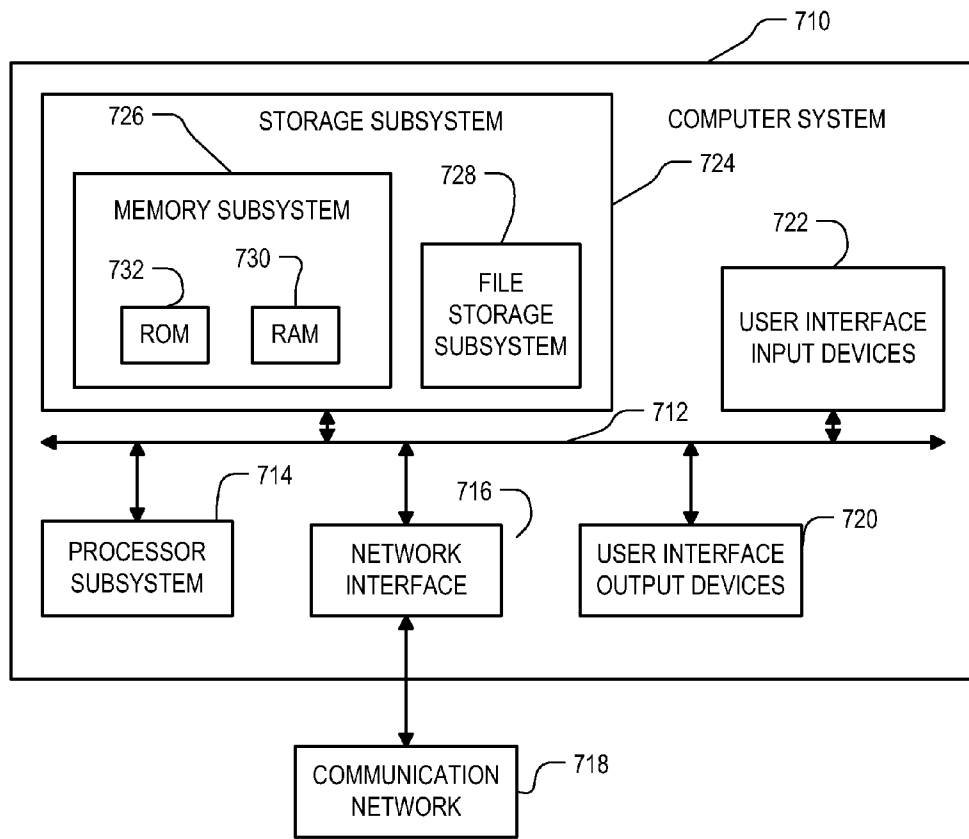 710
726
STORAGE SUBSYSTEM
COMPUTER SYSTEM
724
728
MEMORY SUBSYSTEM
722
732
730
FILE
STORAGE
SUBSYSTEM
ROM
RAM
USER INTERFACE
INPUT DEVICES
712
714
716
720
PROCESSOR
SUBSYSTEM
NETWORK
INTERFACE
USER INTERFACE
OUTPUT DEVICES
COMMUNICATION
NETWORK
718